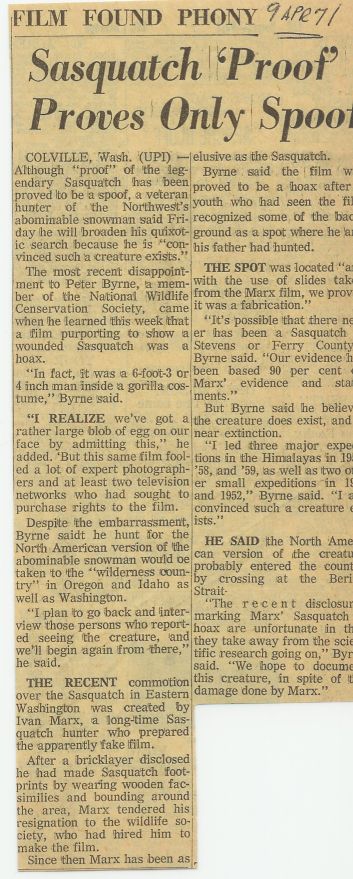 FILM FOUND PHONY 9 APR 71
Sasquatch 'Proof'
Proves Only Spoof
COLVILLE, Wash. (UPI) —
Although "proof" of the leg-
endary Sasquatch has been
proved to be a spoof, a veteran
hunter of the Northwest's
abominable snowman said Fri-
day he will broaden his quixot-
ic search because he is "con-
vinced such a creature exists."
The most recent disappoint-
ment to Peter Byrne, a mem-
ber of the National Wildlife
Conservation Society, came
when he learned this week that
a film purporting to show a
wounded Sasquatch was a
hoax.
"In fact, it was a 6-foot-3 or
4 inch man inside a gorilla cos-
tume," Byrne said.
"I REALIZE we've got a
rather large blob of egg on our
face by admitting this," he
added. 'But this same film fool-
ed a lot of expert photograph-
ers and at least two television
networks who had sought to
purchase rights to the film.
Despite the embarrassment,
Byrne saidt he hunt for the
North American version of the
abominable snowman would oe
taken to the "wilderness coun-
try" in Oregon and Idaho as
well as Washington.
"I plan to go back and inter-
view those persons who report-
ed seeing the creature, and
we'll begin again from there,"
he said.
THE RECENT commotion
over the Sasquatch in Eastern
Washington was created by
Ivan Marx, a long-time Sas-
quatch hunter who prepared
the apparently fake film.
After a bricklayer disclosed
he had made Sasquatch foot-
prints by wearing wooden fac-
similies and bounding around
the area, Marx tendered his
resignation to the wildlife so-
ciety, who had hired him to
make the film.
Since then Marx has been as
elusive as the Sasquatch.
Byrne said the film w
proved to be a hoax after
youth who had seen the fil
recognized some of the bac
ground as a spot where he an
his father had hunted.
THE SPOT was located "a
with the use of slides take
from the Marx film, we prov
it was a fabrication."
"It's possible that there ne
er has been a Sasquatch
Stevens or Ferry County
Byrne said. "Our evidence h
been based 90 per cent
Marx' evidence and stat
ments."
But Byrne said he believ
the creature does exist, and
near extinction.
"I led three major expe
tions in the Himalayas in 195
'58, and '59, as well as two ot
er small expeditions in 19
and 1952," Byrne said. "I a
convinced such a creature e
ists."
HE SAID the North Ame
can version of the creatu
probably entered the count
by crossing at the Beri
Strait-
"The recent disclosur
marking Marx' Sasquatch
hoax are unfortunate in th
they take away from the scie
tific research going on," Byr
said. "We hope to docume
this creature, in spite of t
damage done by Marx."